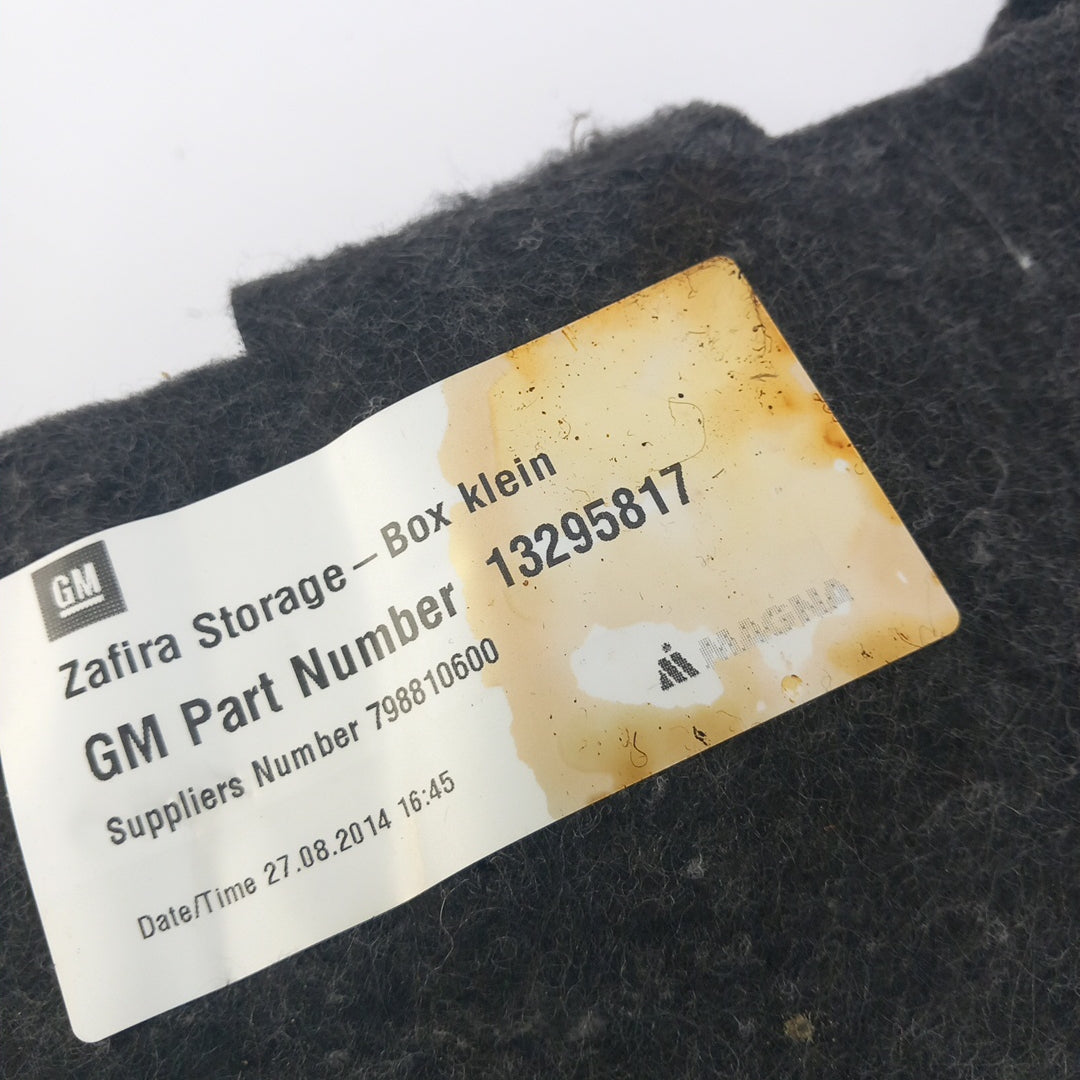 GM
Zafira Storage – Box klein
GM Part Number 13295817
Suppliers Number 798810600
MAGNA
Date/Time 27.08.2014 16:45